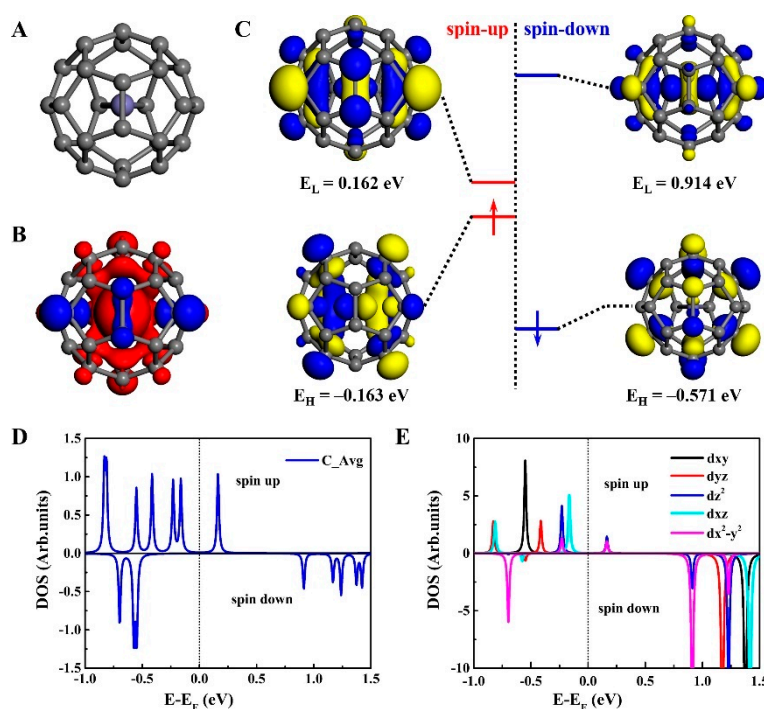 A
C
spin-up
spin-down
E_L = 0.162 eV
E_L = 0.914 eV
B
E_H = –0.163 eV
E_H = –0.571 eV
D
1.5
1.0
0.5
0.0
-0.5
-1.0
-1.5
DOS (Arb.units)
C_Avg
spin up
spin down
-1.0 -0.5 0.0 0.5 1.0 1.5
E-E_F (eV)
E
10
5
0
-5
-10
DOS (Arb.units)
spin up
dxy
dyz
dz²
dxz
dx²-y²
spin down
-1.0 -0.5 0.0 0.5 1.0 1.5
E-E_F (eV)